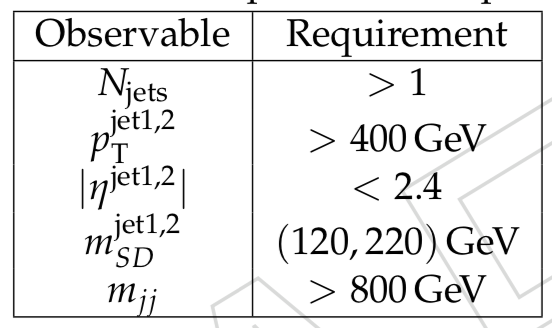 Observable Requirement
N_jets > 1
p_T^jet1,2 > 400 GeV
|η^jet1,2| < 2.4
m_SD^jet1,2 (120, 220) GeV
m_jj > 800 GeV